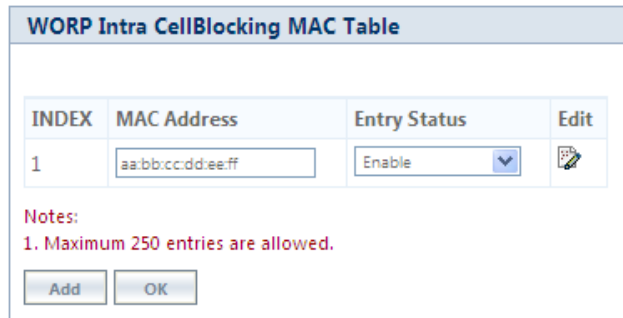 WORP Intra CellBlocking MAC Table
INDEX MAC Address Entry Status Edit
1 aa:bb:cc:dd:ee:ff Enable
Notes:
1. Maximum 250 entries are allowed.
Add OK